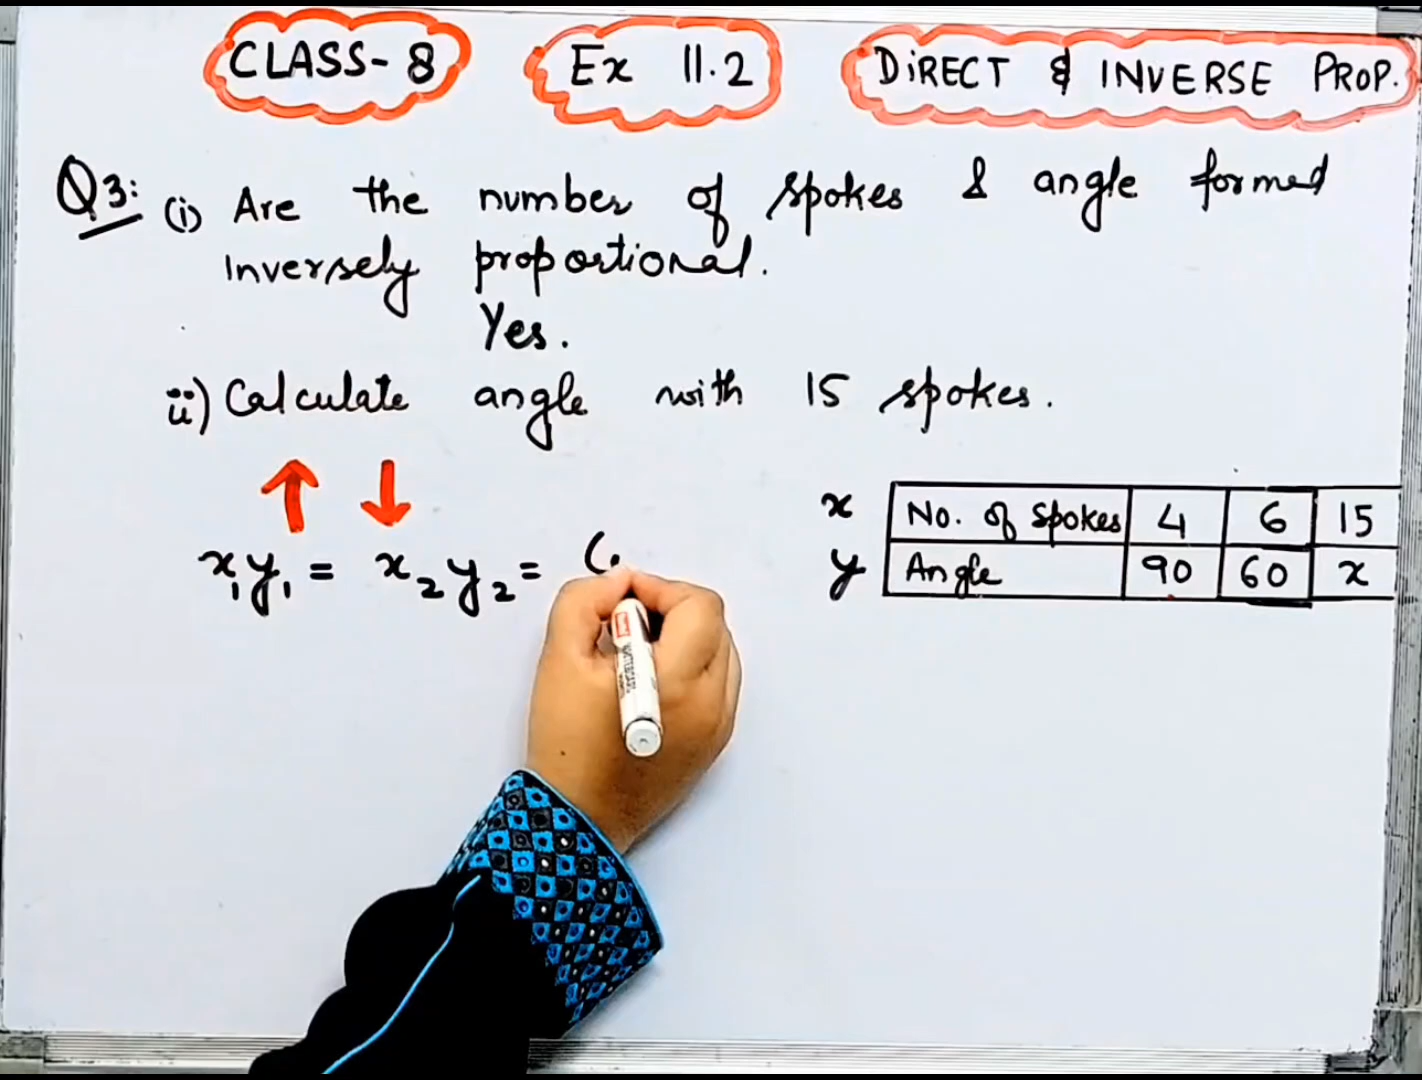 CLASS-8
Ex 11.2
DIRECT & INVERSE PROP.
Q3: (i) Are the number of spokes & angle formed
Inversely proportional.
Yes.
ii) Calculate angle with 15 spokes.
x No. of spokes 4 6 15
y Angle 90 60 x
x₁y₁ = x₂y₂ =